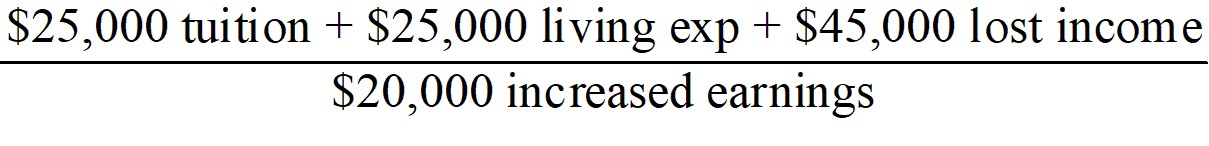 $25,000 tuition + $25,000 living exp + $45,000 lost income
$20,000 increased earnings